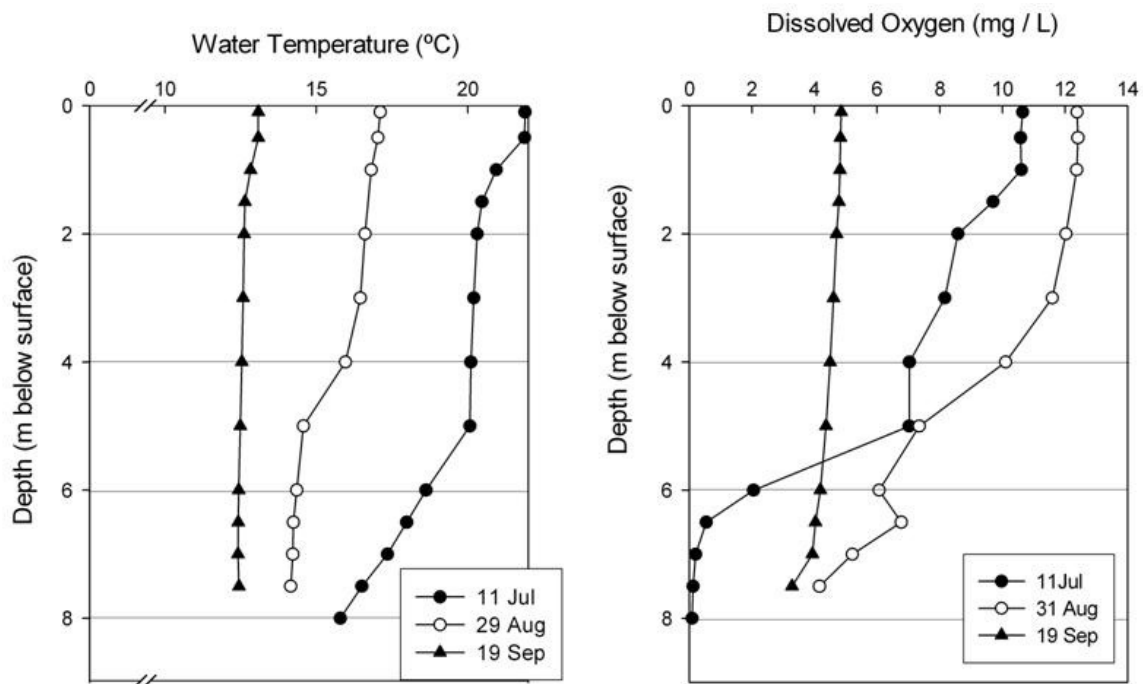 Water Temperature (ºC)
0 10 15 20
0
2
4
6
8
Depth (m below surface)
11 Jul
29 Aug
19 Sep
Dissolved Oxygen (mg / L)
0 2 4 6 8 10 12 14
0
2
4
6
8
Depth (m below surface)
11Jul
31 Aug
19 Sep